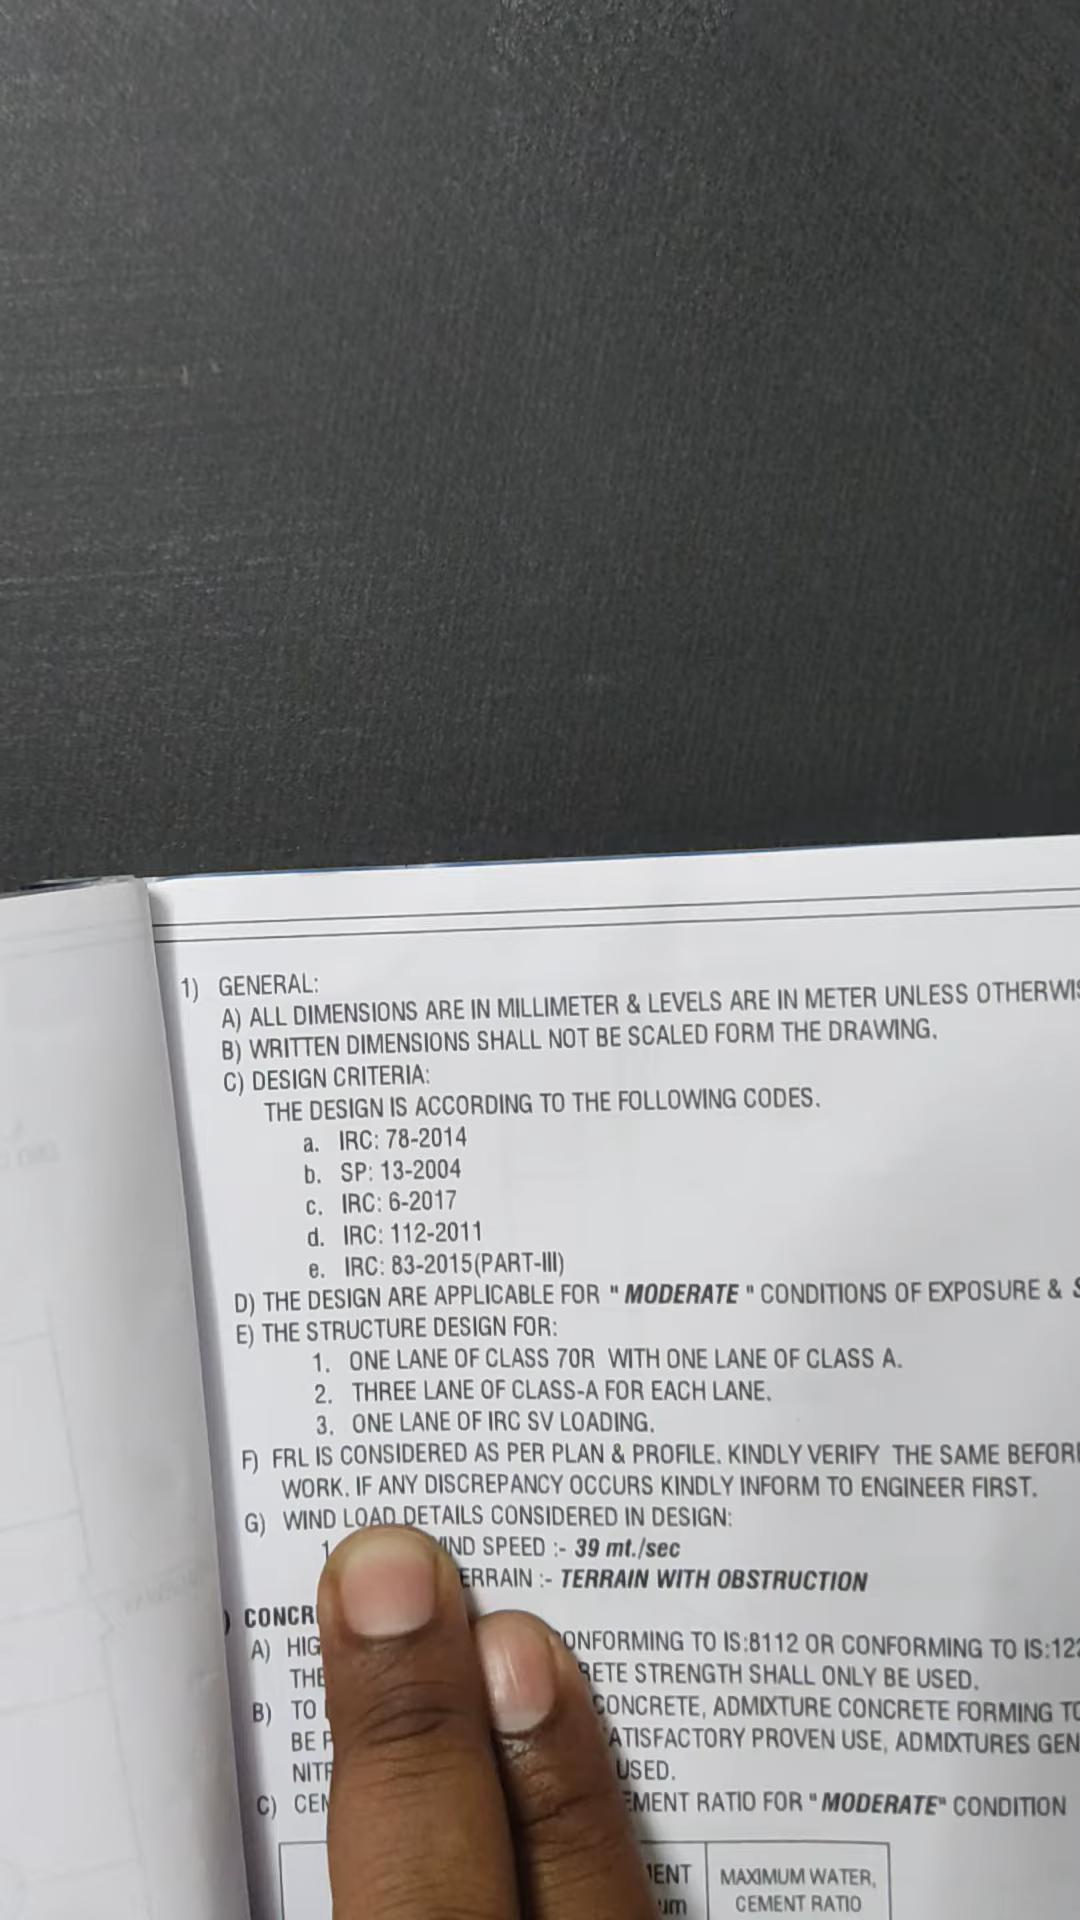 1) GENERAL:
A) ALL DIMENSIONS ARE IN MILLIMETER & LEVELS ARE IN METER UNLESS
B) WRITTEN DIMENSIONS SHALL NOT BE SCALED FORM THE DRAWING.
C) DESIGN CRITERIA:
THE DESIGN IS ACCORDING TO THE FOLLOWING CODES.
a. IRC: 78-2014
b. SP: 13-2004
c. IRC: 6-2017
d. IRC: 112-2011
e. IRC: 83-2015(PART-III)
D) THE DESIGN ARE APPLICABLE FOR " MODERATE " CONDITIONS OF EXPOSURE &
E) THE STRUCTURE DESIGN FOR:
1. ONE LANE OF CLASS 70R WITH ONE LANE OF CLASS A.
2. THREE LANE OF CLASS-A FOR EACH LANE.
3. ONE LANE OF IRC SV LOADING.
F) FRL IS CONSIDERED AS PER PLAN & PROFILE. KINDLY VERIFY THE SAME
WORK. IF ANY DISCREPANCY OCCURS KINDLY INFORM TO ENGINEER FIRST.
G) WIND LOAD DETAILS CONSIDERED IN DESIGN:
1 SPEED :- 39 mt./sec
:- TERRAIN WITH OBSTRUCTION
A) CONFORMING TO IS:8112 OR CONFORMING TO
THE STRENGTH SHALL ONLY BE USED.
B) TO CONCRETE, ADMIXTURE CONCRETE FORMING
BE PROVEN USE, ADMIXTURES
USED.
C) RATIO FOR "MODERATE" CONDITION
MAXIMUM WATER,
CEMENT RATIO